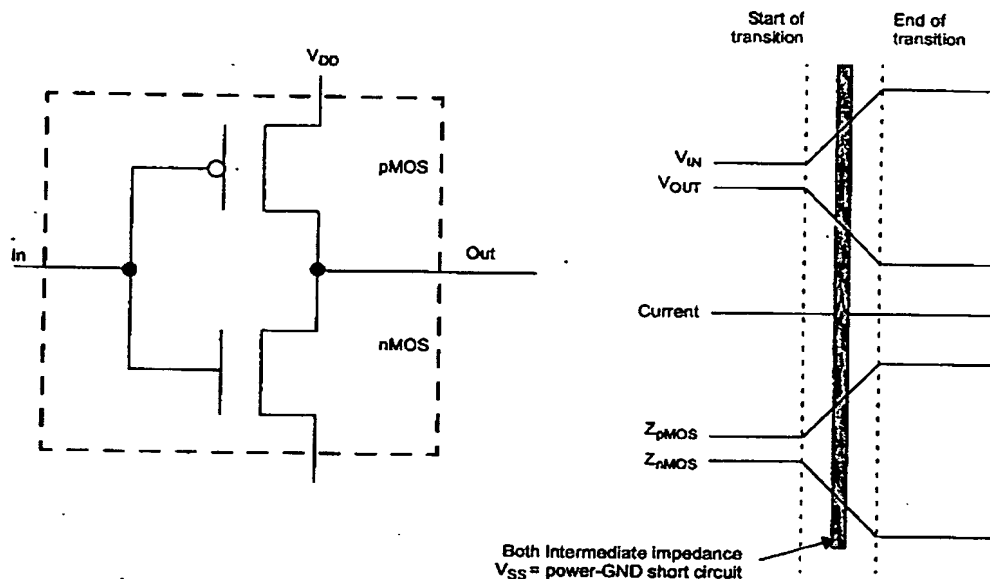 Start of
transition
End of
transition
VDD
pMOS
In
Out
nMOS
VIN
VOUT
Current
ZpMOS
ZnMOS
Both Intermediate impedance
VSS = power-GND short circuit